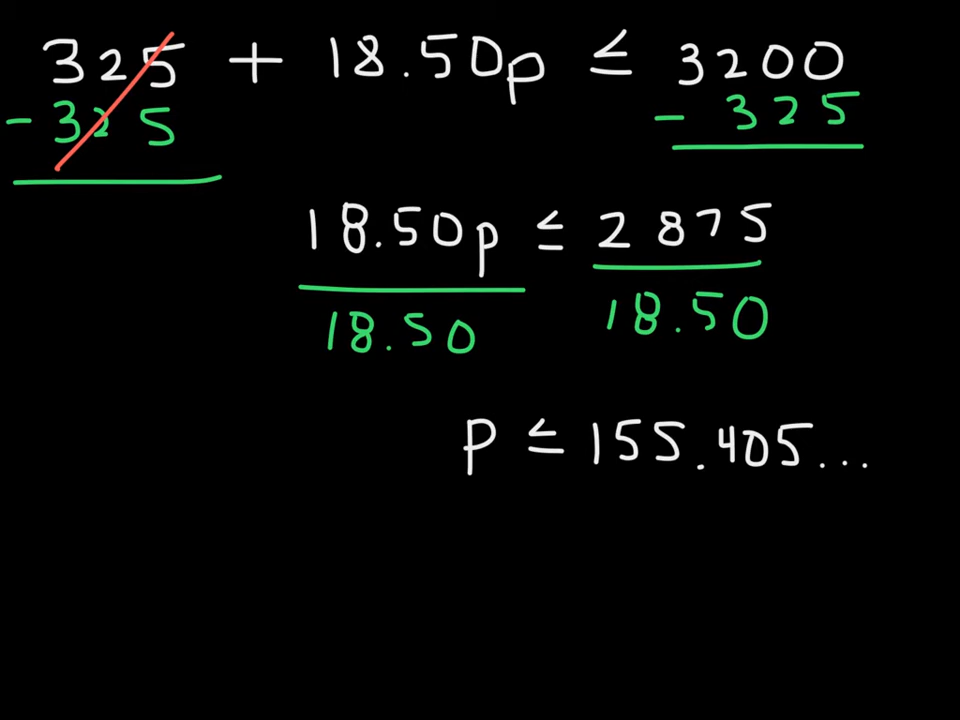 325 + 18.50p ≤ 3200
- 325 - 325
18.50p ≤ 2875
18.50 18.50
p ≤ 155.405...